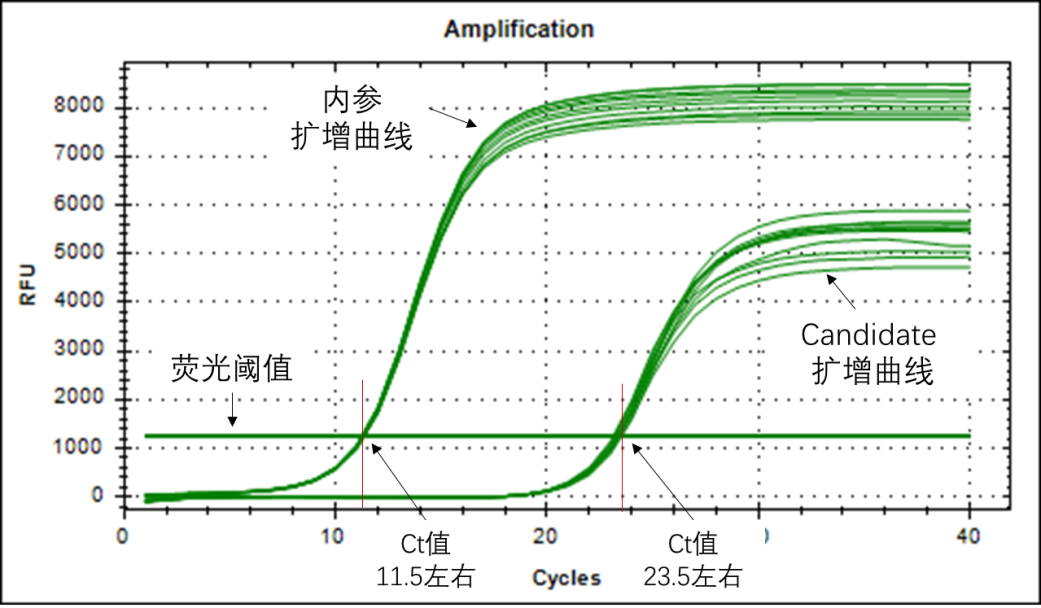 Amplification
8000
7000
6000
5000
4000
3000
2000
1000
0
RFU
内参
扩增曲线
荧光阈值
Candidate
扩增曲线
0
10
20
40
Ct值
11.5左右
Ct值
23.5左右
Cycles